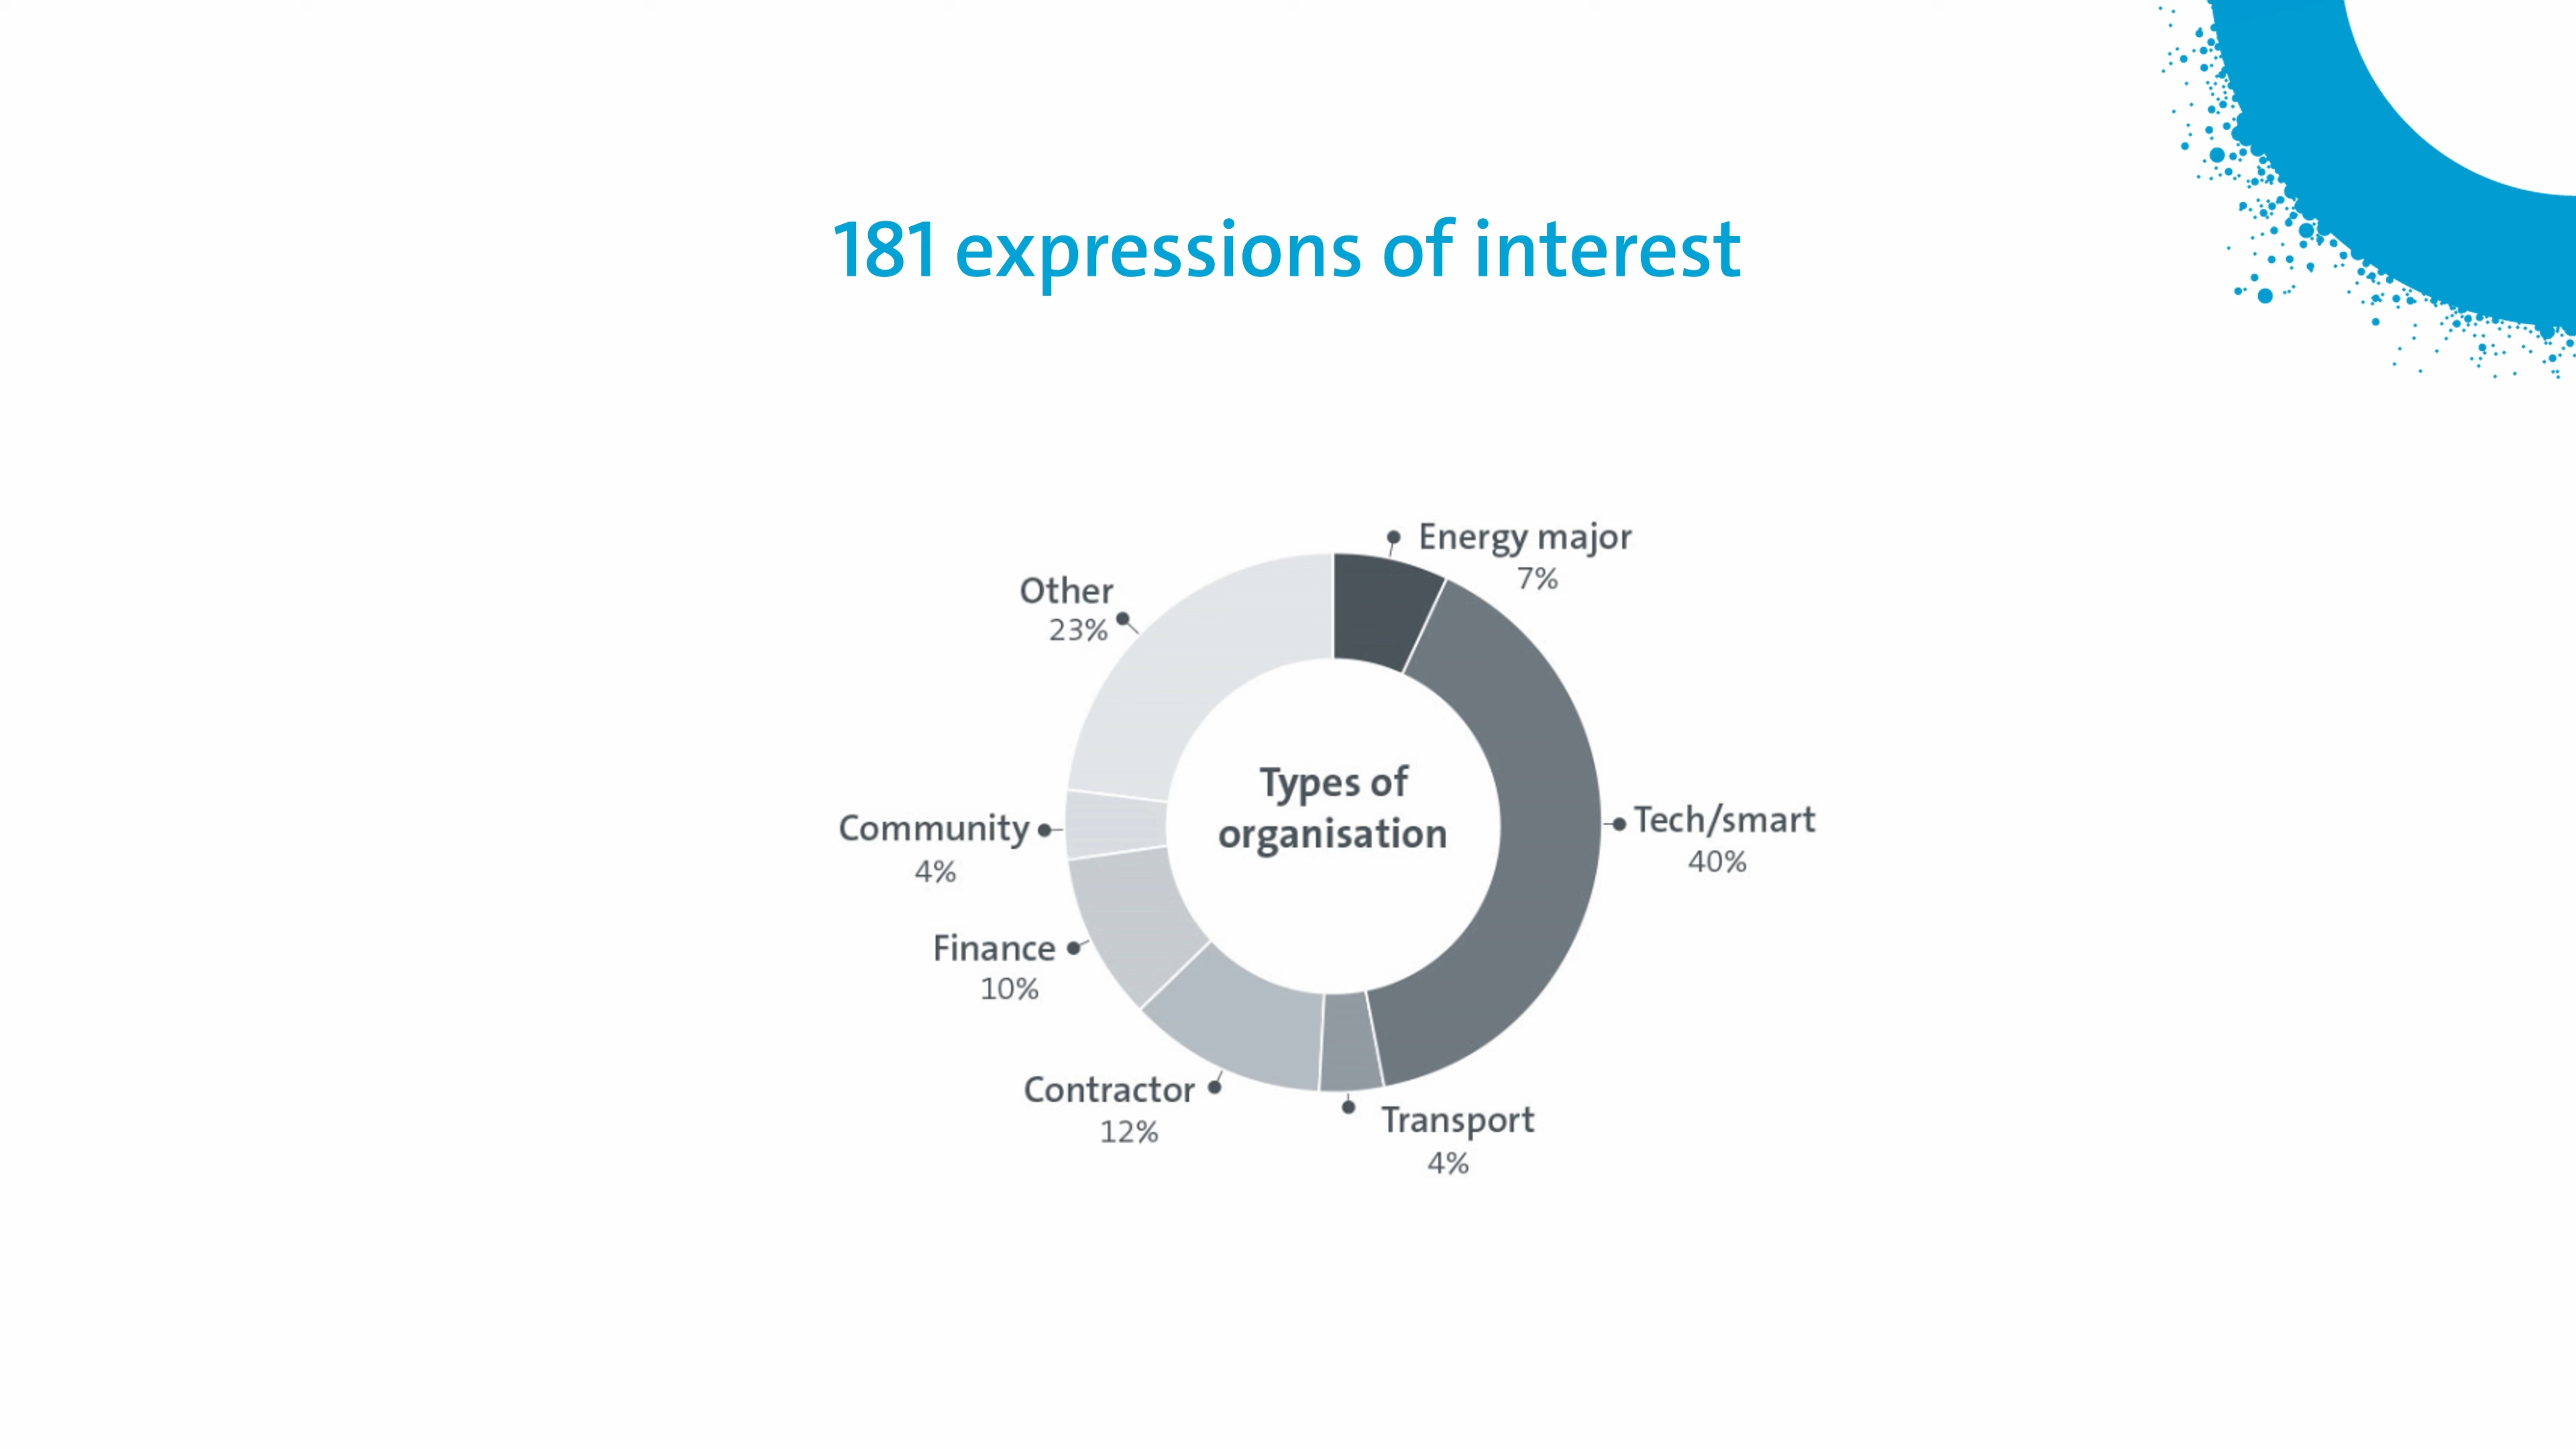 181 expressions of interest
Energy major
7%
Other
23%
Types of
organisation
Tech/smart
40%
Community
4%
Finance
10%
Contractor
12%
Transport
4%